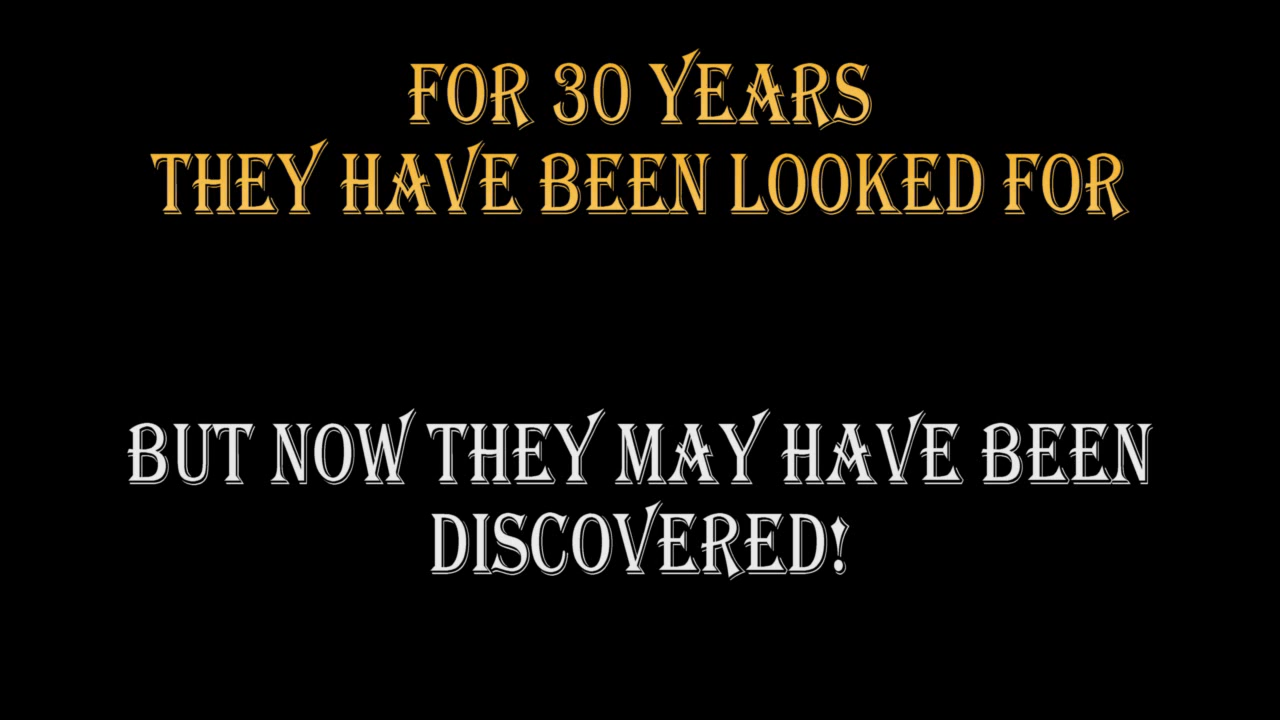 FOR 30 YEARS
THEY HAVE BEEN LOOKED FOR
BUT NOW THEY MAY HAVE BEEN
DISCOVERED!